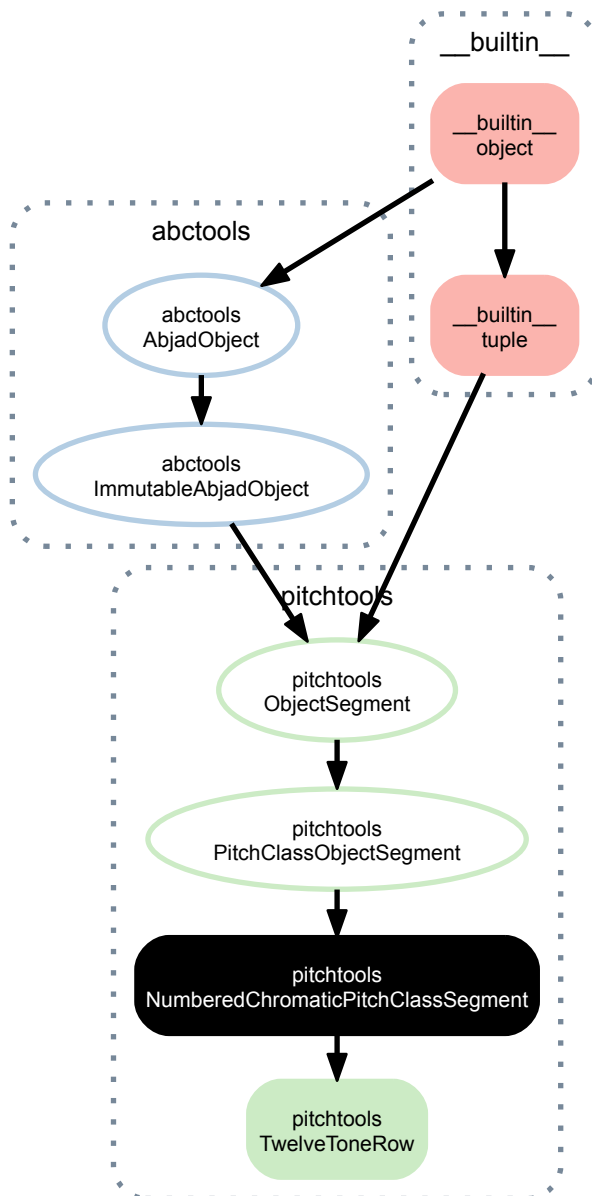 __builtin__
__builtin__
object
abctools
abctools
AbjadObject
__builtin__
tuple
abctools
ImmutableAbjadObject
pitchtools
pitchtools
ObjectSegment
pitchtools
PitchClassObjectSegment
pitchtools
NumberedChromaticPitchClassSegment
pitchtools
TwelveToneRow